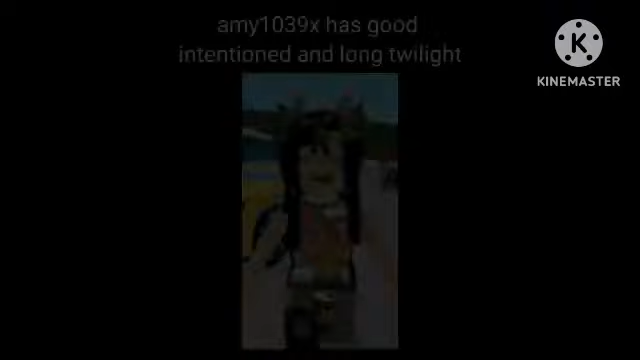 amy1039x has good
intentioned and long twilight
K
KINEMASTER